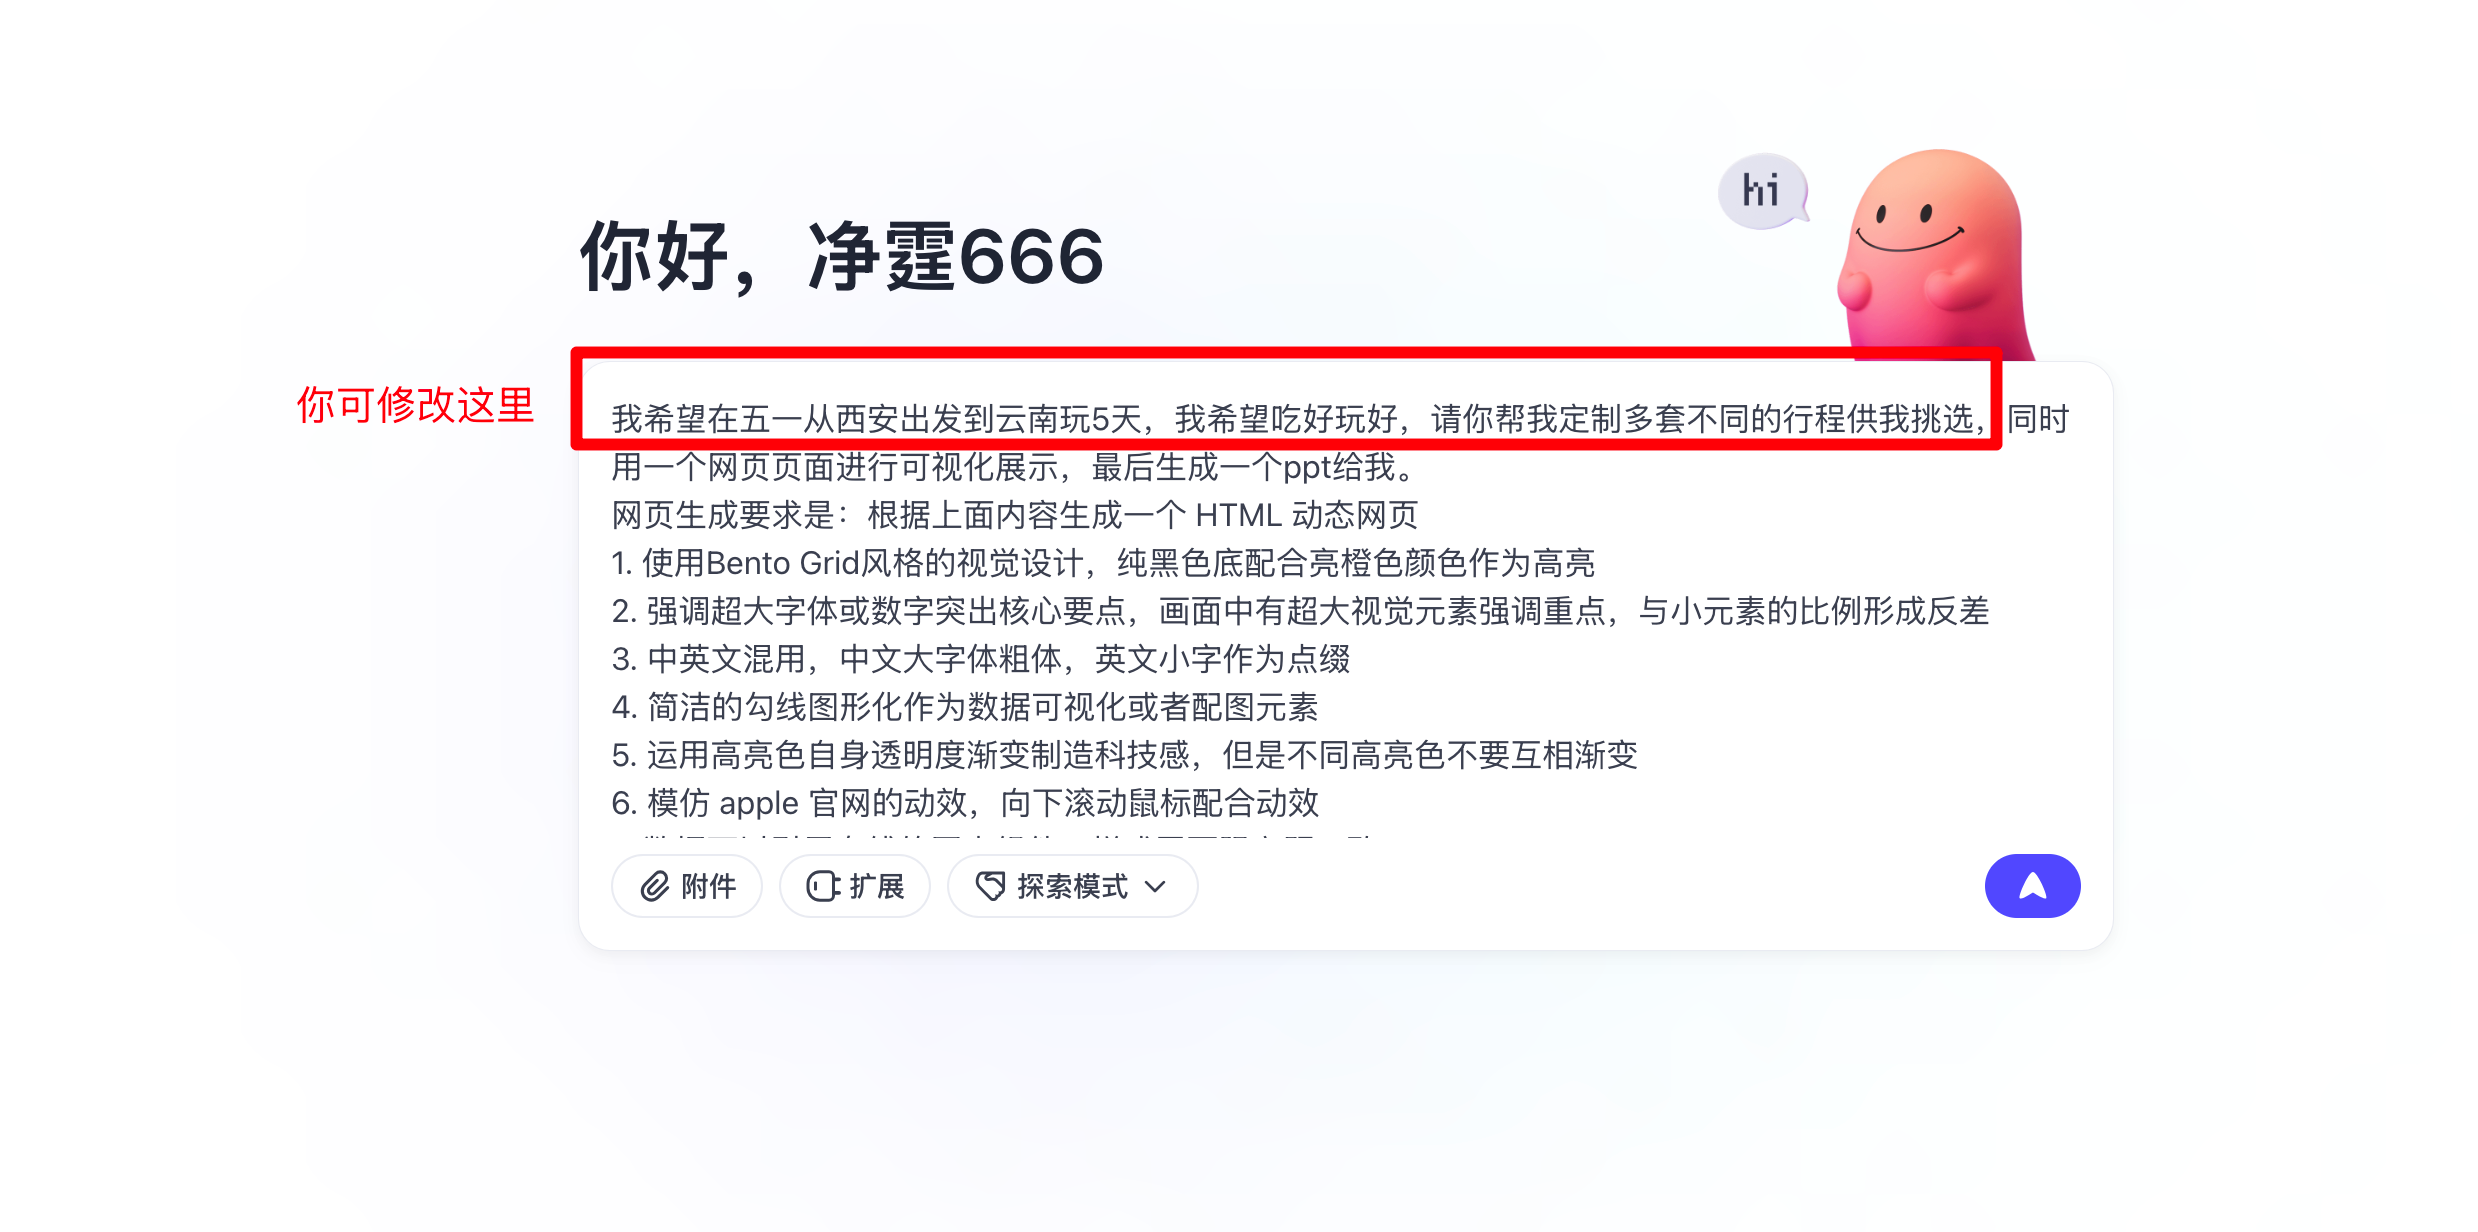 hi
你好，净霆666
你可修改这里
我希望在五一从西安出发到云南玩5天，我希望吃好玩好，请你帮我定制多套不同的行程供我挑选，同时
用一个网页页面进行可视化展示，最后生成一个ppt给我。
网页生成要求是：根据上面内容生成一个 HTML 动态网页
1. 使用Bento Grid风格的视觉设计，纯黑色底配合亮橙色颜色作为高亮
2. 强调超大字体或数字突出核心要点，画面中有超大视觉元素强调重点，与小元素的比例形成反差
3. 中英文混用，中文大字体粗体，英文小字作为点缀
4. 简洁的勾线图形化作为数据可视化或者配图元素
5. 运用高亮色自身透明度渐变制造科技感，但是不同高亮色不要互相渐变
6. 模仿 apple 官网的动效，向下滚动鼠标配合动效
附件
扩展
探索模式